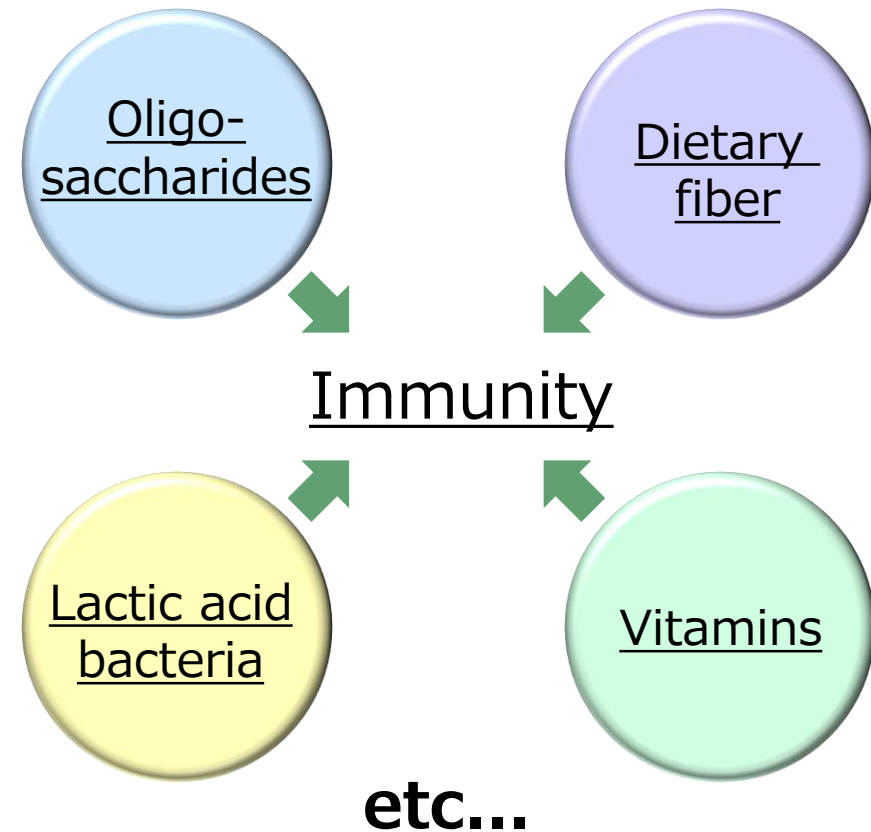 Oligo-
saccharides
Dietary
fiber
Immunity
Lactic acid
bacteria
Vitamins
etc...